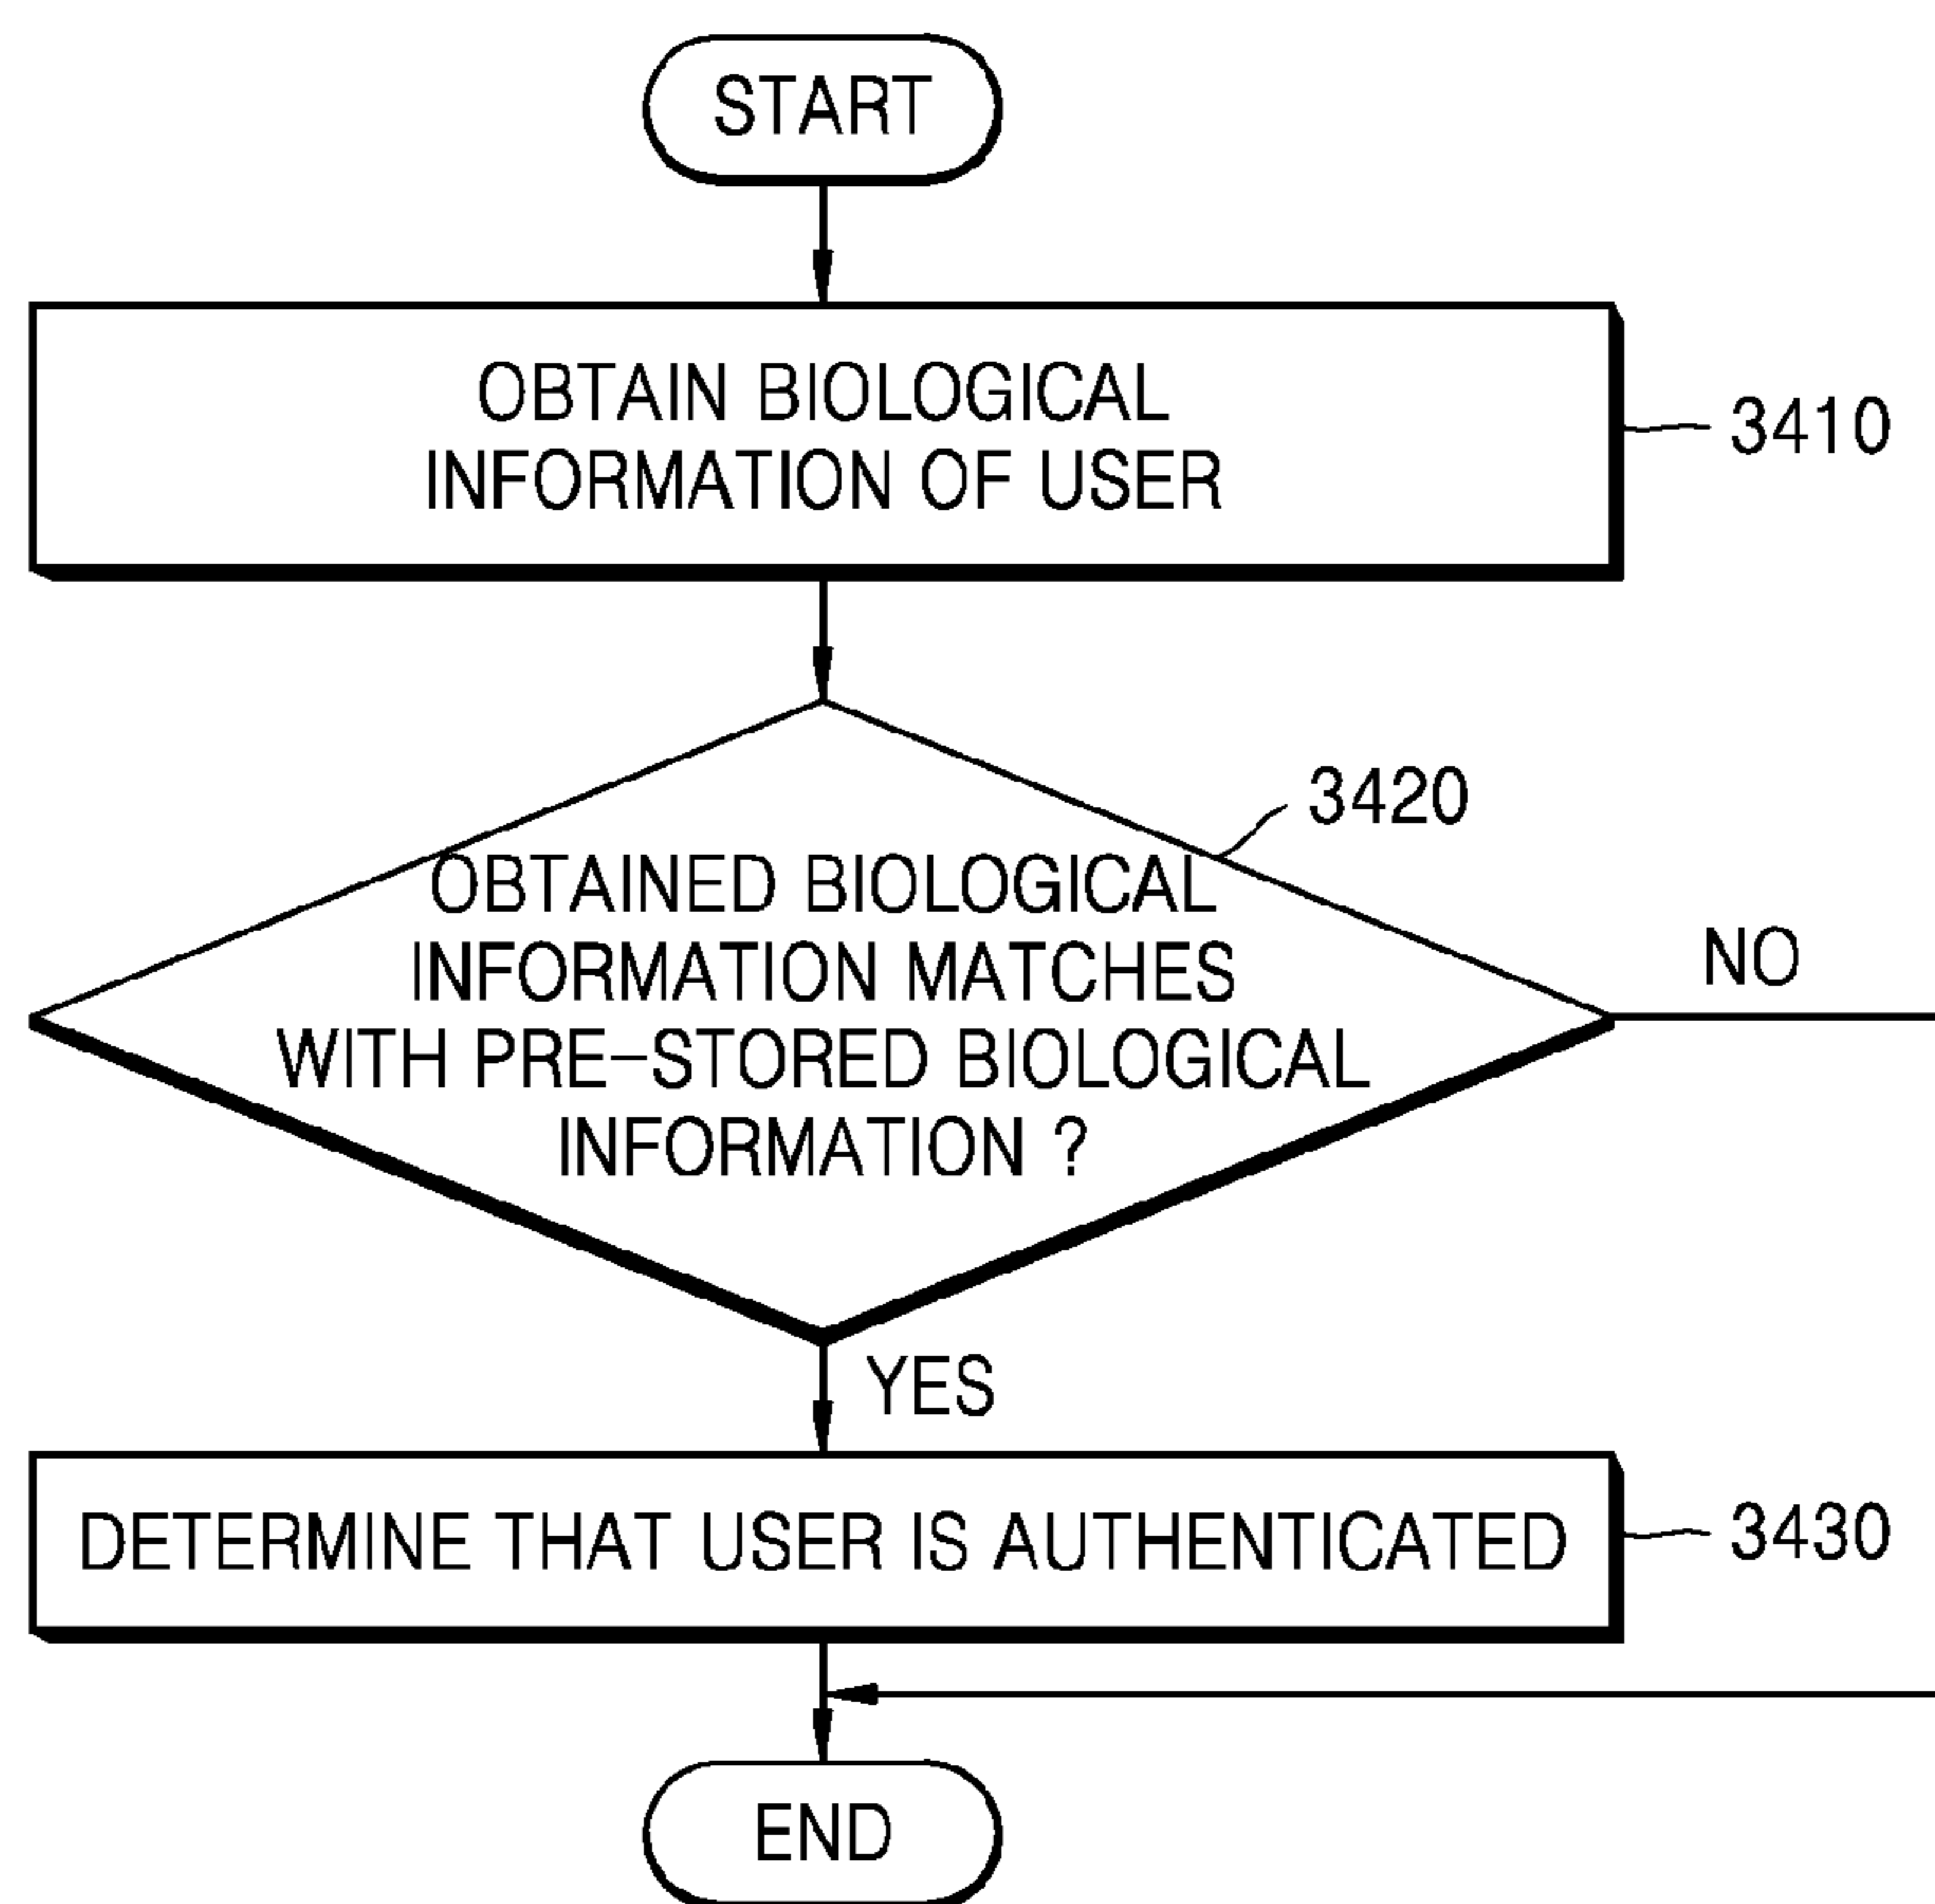 START
OBTAIN BIOLOGICAL
INFORMATION OF USER
3410
3420
OBTAINED BIOLOGICAL
INFORMATION MATCHES
WITH PRE-STORED BIOLOGICAL
INFORMATION ?
NO
YES
DETERMINE THAT USER IS AUTHENTICATED
3430
END